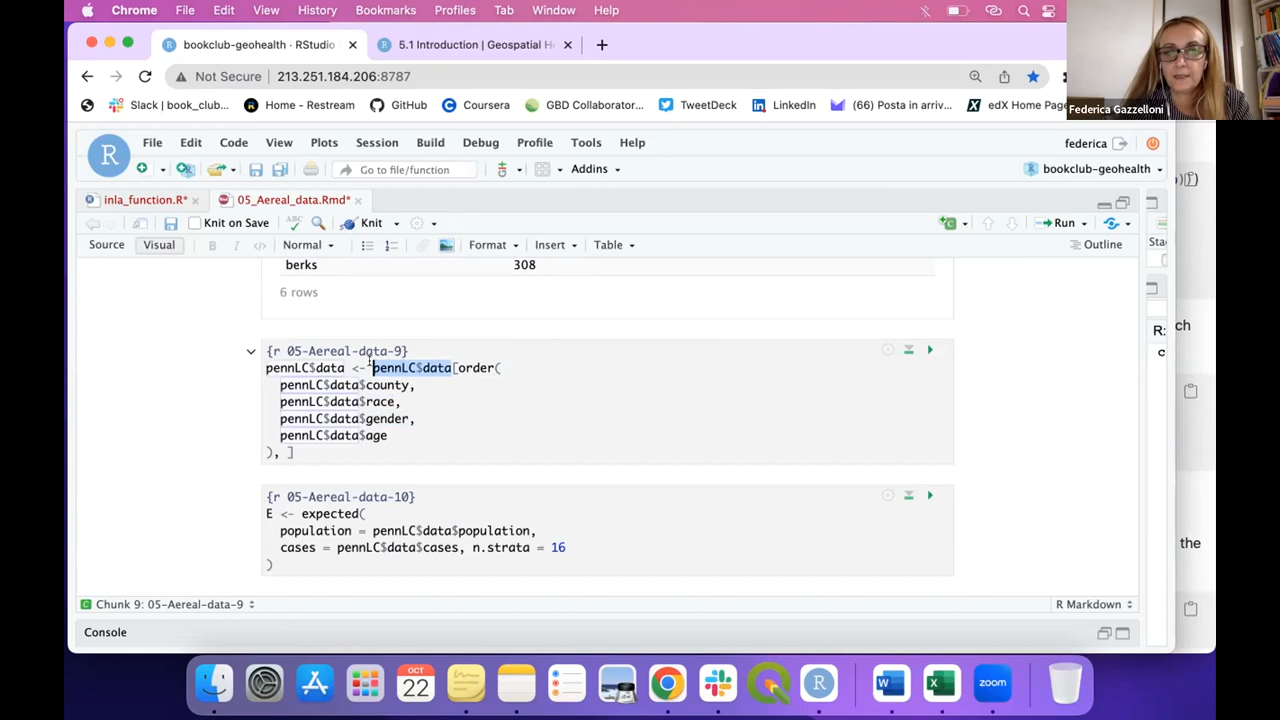 Chrome File Edit View History Bookmarks Profiles Tab Window Help
bookclub-geohealth · RStudio
5.1 Introduction | Geospatial H
Not Secure | 213.251.184.206:8787
Federica Gazzelloni
Slack | book_club... Home - Restream GitHub Coursera GBD Collaborator... TweetDeck LinkedIn (66) Posta in arriv... edX Home Pag
File Edit Code View Plots Session Build Debug Profile Tools Help
federica
Go to file/function Addins
bookclub-geohealth
inla_function.R* 05_Aereal_data.Rmd*
Knit on Save Knit Run
Source Visual B I Normal Format Insert Table Outline
Sta
berks 308
6 rows
{r 05-Aereal-data-9}
pennLC$data <- pennLC$data[order(
pennLC$data$county,
pennLC$data$race,
pennLC$data$gender,
pennLC$data$age
), ]
{r 05-Aereal-data-10}
E <- expected(
population = pennLC$data$population,
cases = pennLC$data$cases, n.strata = 16
)
R:
c
ch
the
Chunk 9: 05-Aereal-data-9 R Markdown
Console
OCT
22
W X zoom